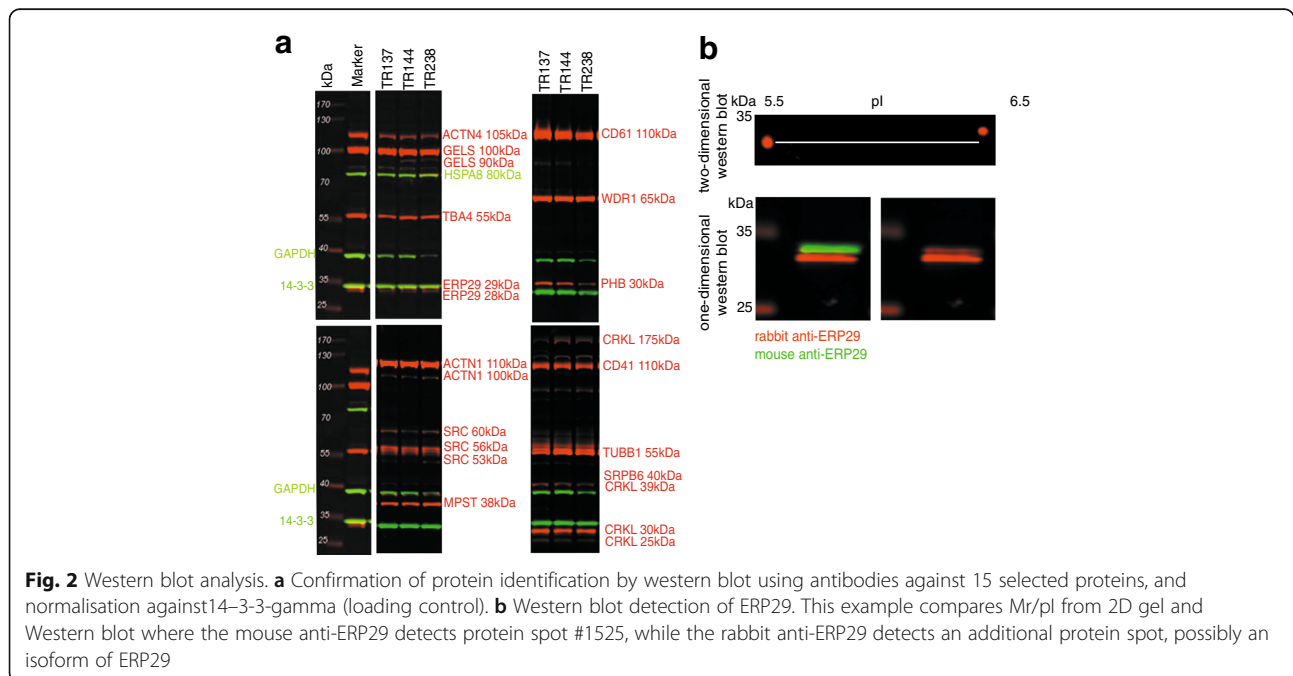 a
b
kDa
Marker
TR137
TR144
TR238
TR137
TR144
TR238
170
130
100
70
55
40
35
25
GAPDH
14-3-3
ACTN4 105kDa
GELS 100kDa
GELS 90kDa
HSPA8 80kDa
TBA4 55kDa
ERP29 29kDa
ERP29 28kDa
CD61 110kDa
WDR1 65kDa
PHB 30kDa
170
130
100
70
55
40
35
25
GAPDH
14-3-3
ACTN1 110kDa
ACTN1 100kDa
SRC 60kDa
SRC 56kDa
SRC 53kDa
MPST 38kDa
CRKL 175kDa
CD41 110kDa
TUBB1 55kDa
SRPB6 40kDa
CRKL 39kDa
CRKL 30kDa
CRKL 25kDa
two-dimensional
western blot
kDa 5.5 pI 6.5
35
one-dimensional
western blot
kDa
35
25
rabbit anti-ERP29
mouse anti-ERP29
Fig. 2 Western blot analysis. a Confirmation of protein identification by western blot using antibodies against 15 selected proteins, and
normalisation against14–3-3-gamma (loading control). b Western blot detection of ERP29. This example compares Mr/pI from 2D gel and
Western blot where the mouse anti-ERP29 detects protein spot #1525, while the rabbit anti-ERP29 detects an additional protein spot, possibly an
isoform of ERP29